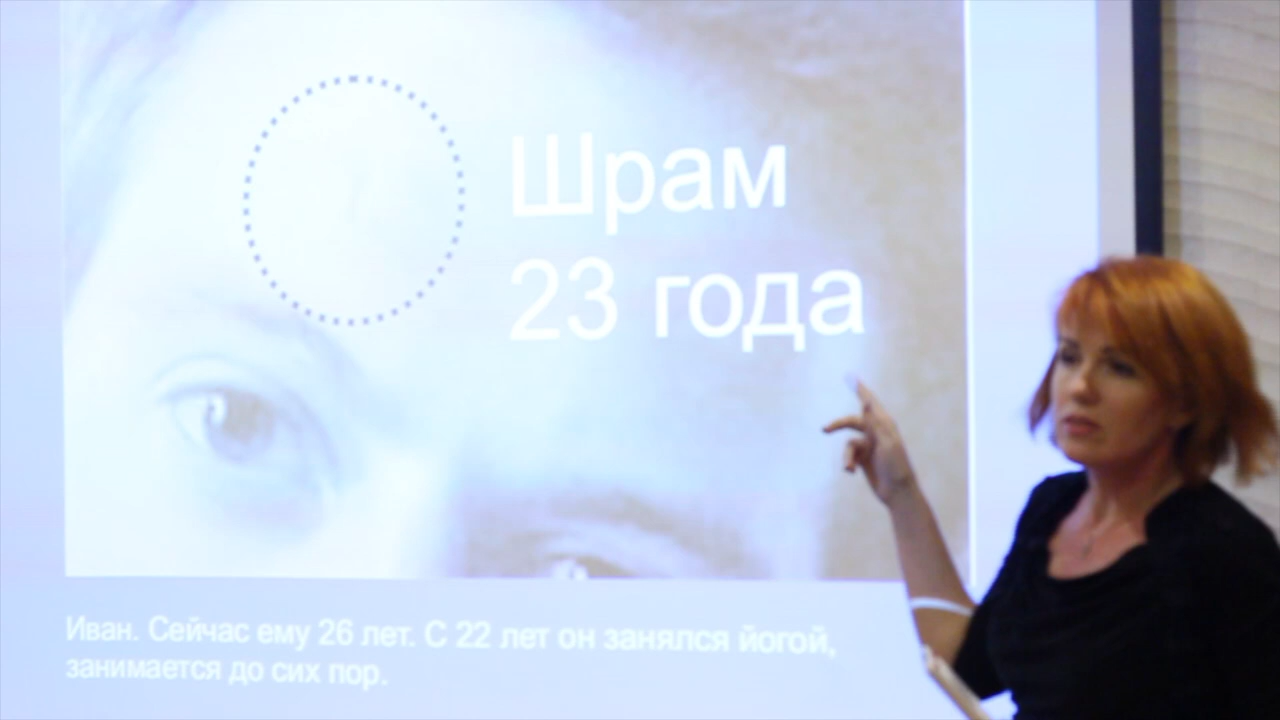 Шрам
23 года
Иван. Сейчас ему 26 лет. С 22 лет он занялся йогой,
занимается до сих пор.